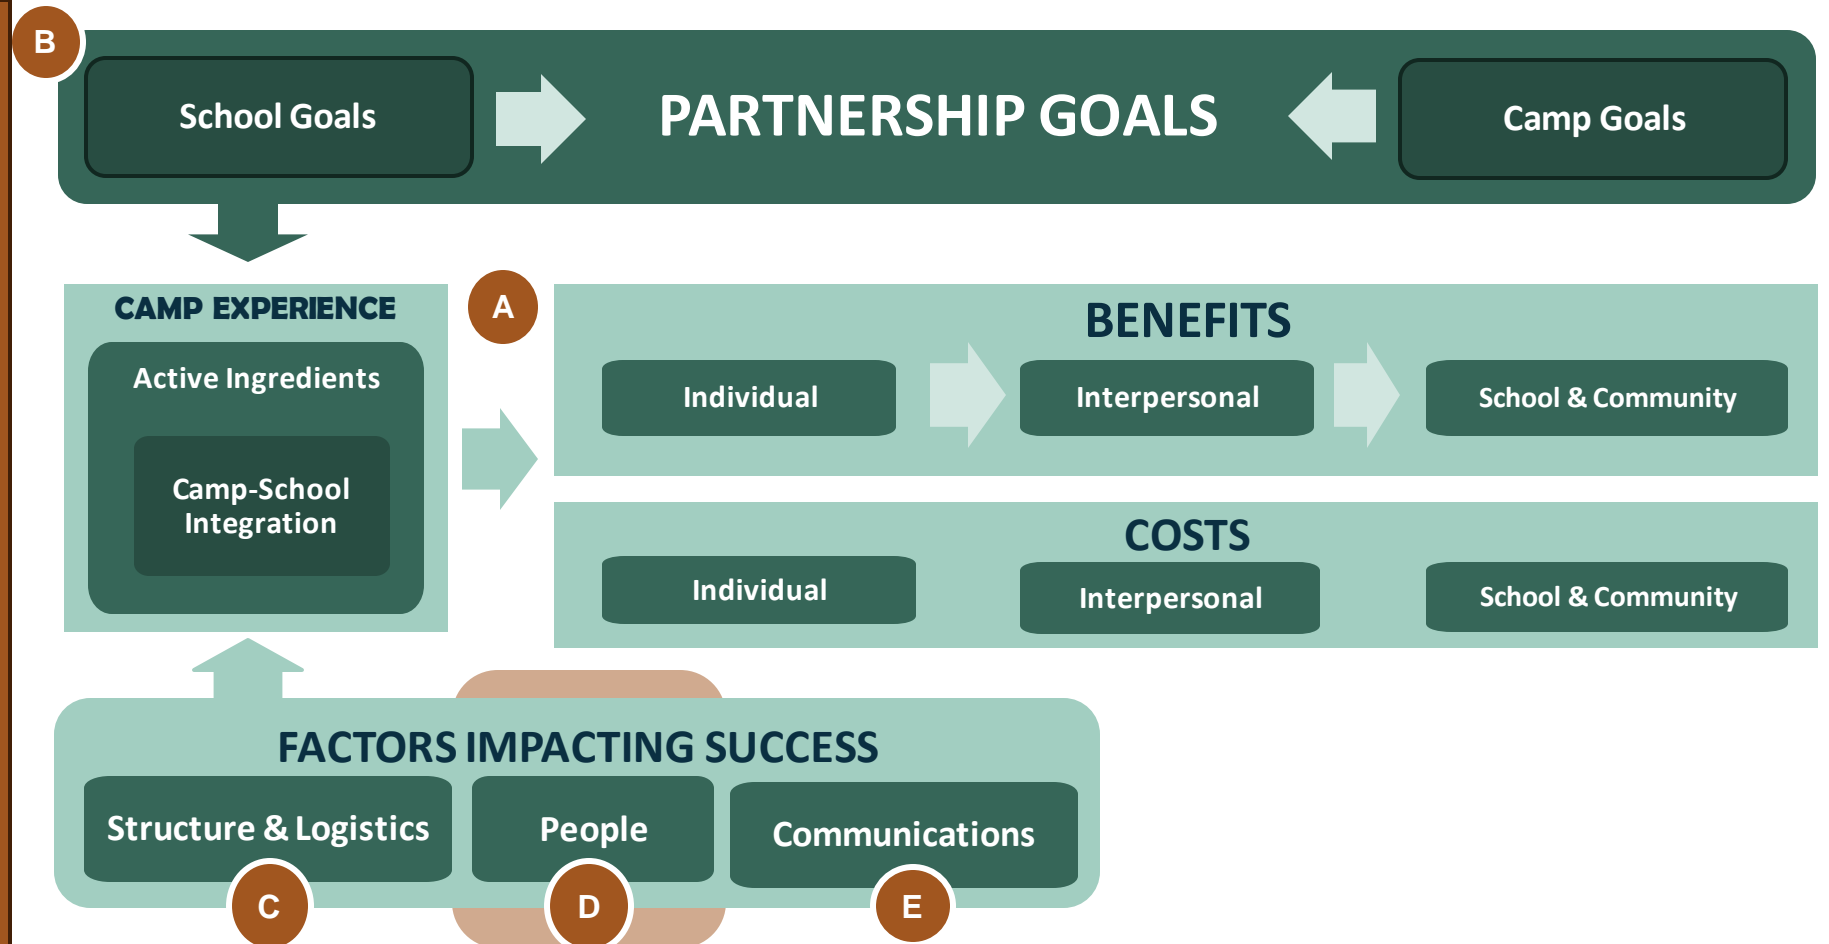 B
School Goals
PARTNERSHIP GOALS
Camp Goals
CAMP EXPERIENCE
Active Ingredients
Camp-School
Integration
A
BENEFITS
Individual
Interpersonal
School & Community
COSTS
Individual
Interpersonal
School & Community
FACTORS IMPACTING SUCCESS
Structure & Logistics
People
Communications
C
D
E